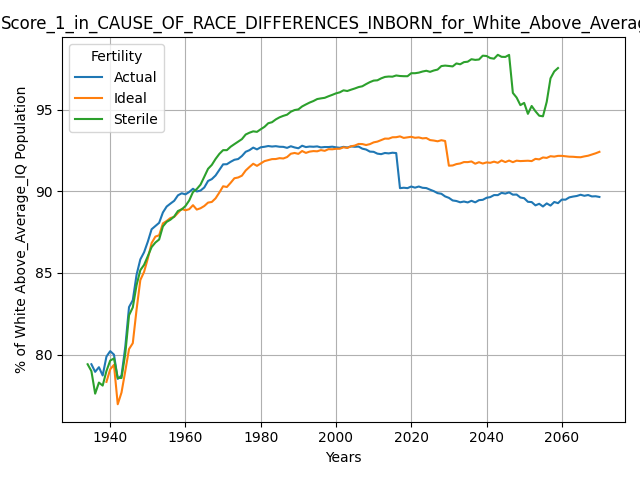 Score_1_in_CAUSE_OF_RACE_DIFFERENCES_INBORN_for_White_Above_Averag
Fertility
Actual
Ideal
Sterile
% of White Above_Average_IQ Population
95
90
85
80
1940
1960
1980
2000
2020
2040
2060
Years